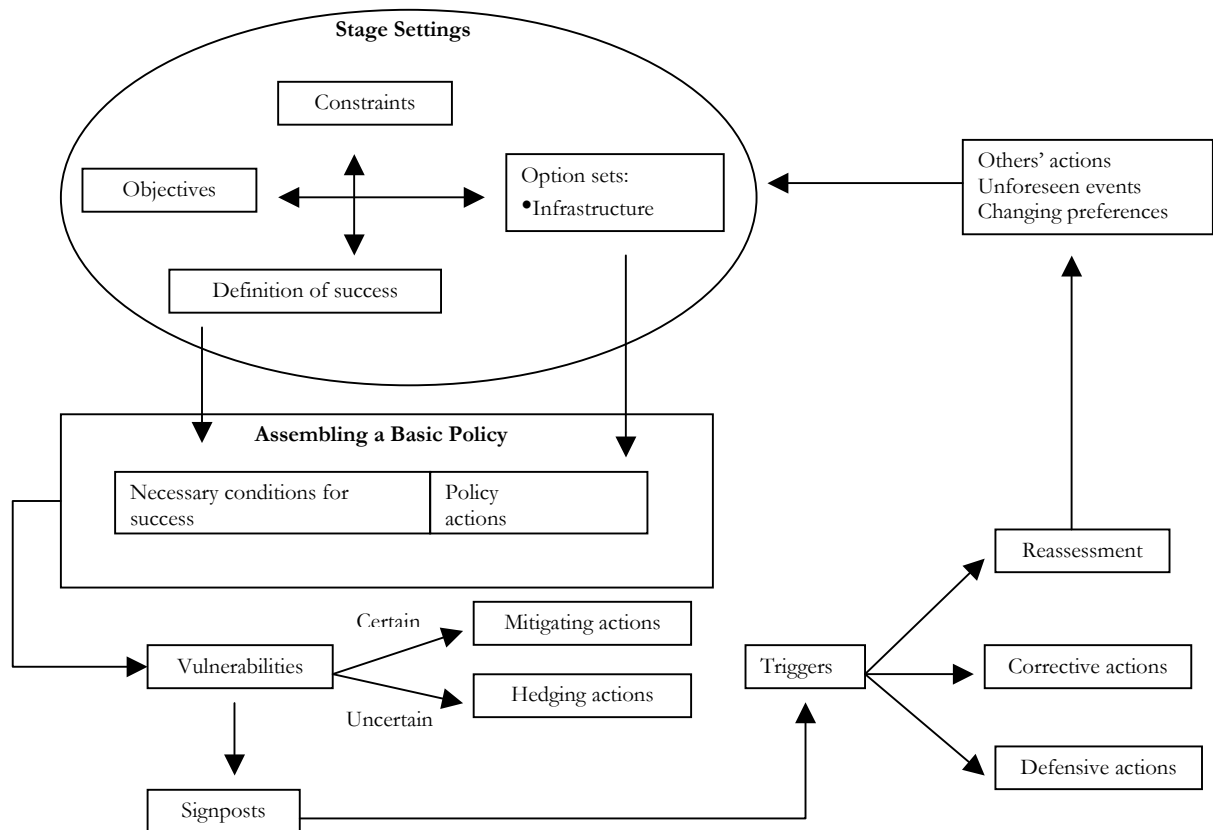 Stage Settings
Constraints
Objectives
Option sets:
•Infrastructure
Definition of success
Others’ actions
Unforeseen events
Changing preferences
Assembling a Basic Policy
Necessary conditions for
success
Policy
actions
Reassessment
Certain
Mitigating actions
Vulnerabilities
Triggers
Corrective actions
Hedging actions
Uncertain
Defensive actions
Signposts